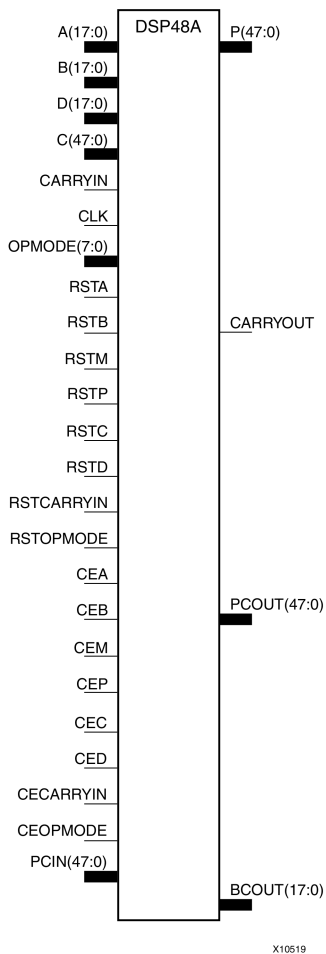 DSP48A
A(17:0)
P(47:0)
B(17:0)
D(17:0)
C(47:0)
CARRYIN
CLK
OPMODE(7:0)
RSTA
RSTB
CARRYOUT
RSTM
RSTP
RSTC
RSTD
RSTCARRYIN
RSTOPMODE
CEA
CEB
PCOUT(47:0)
CEM
CEP
CEC
CED
CECARRYIN
CEOPMODE
PCIN(47:0)
BCOUT(17:0)
X10519